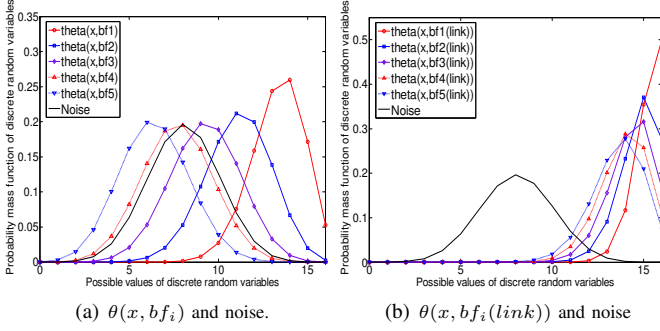 Probability mass function of discrete random variables
0.35
0.3
0.25
0.2
0.15
0.1
0.05
0
theta(x,bf1)
theta(x,bf2)
theta(x,bf3)
theta(x,bf4)
theta(x,bf5)
Noise
0 5 10 15
Possible values of discrete random variables
(a) θ(x, bf_i) and noise.
Probability mass function of discrete random variables
0.5
0.4
0.3
0.2
0.1
0
theta(x,bf1(link))
theta(x,bf2(link))
theta(x,bf3(link))
theta(x,bf4(link))
theta(x,bf5(link))
Noise
0 5 10 15
Possible values of discrete random variables
(b) θ(x, bf_i(link)) and noise